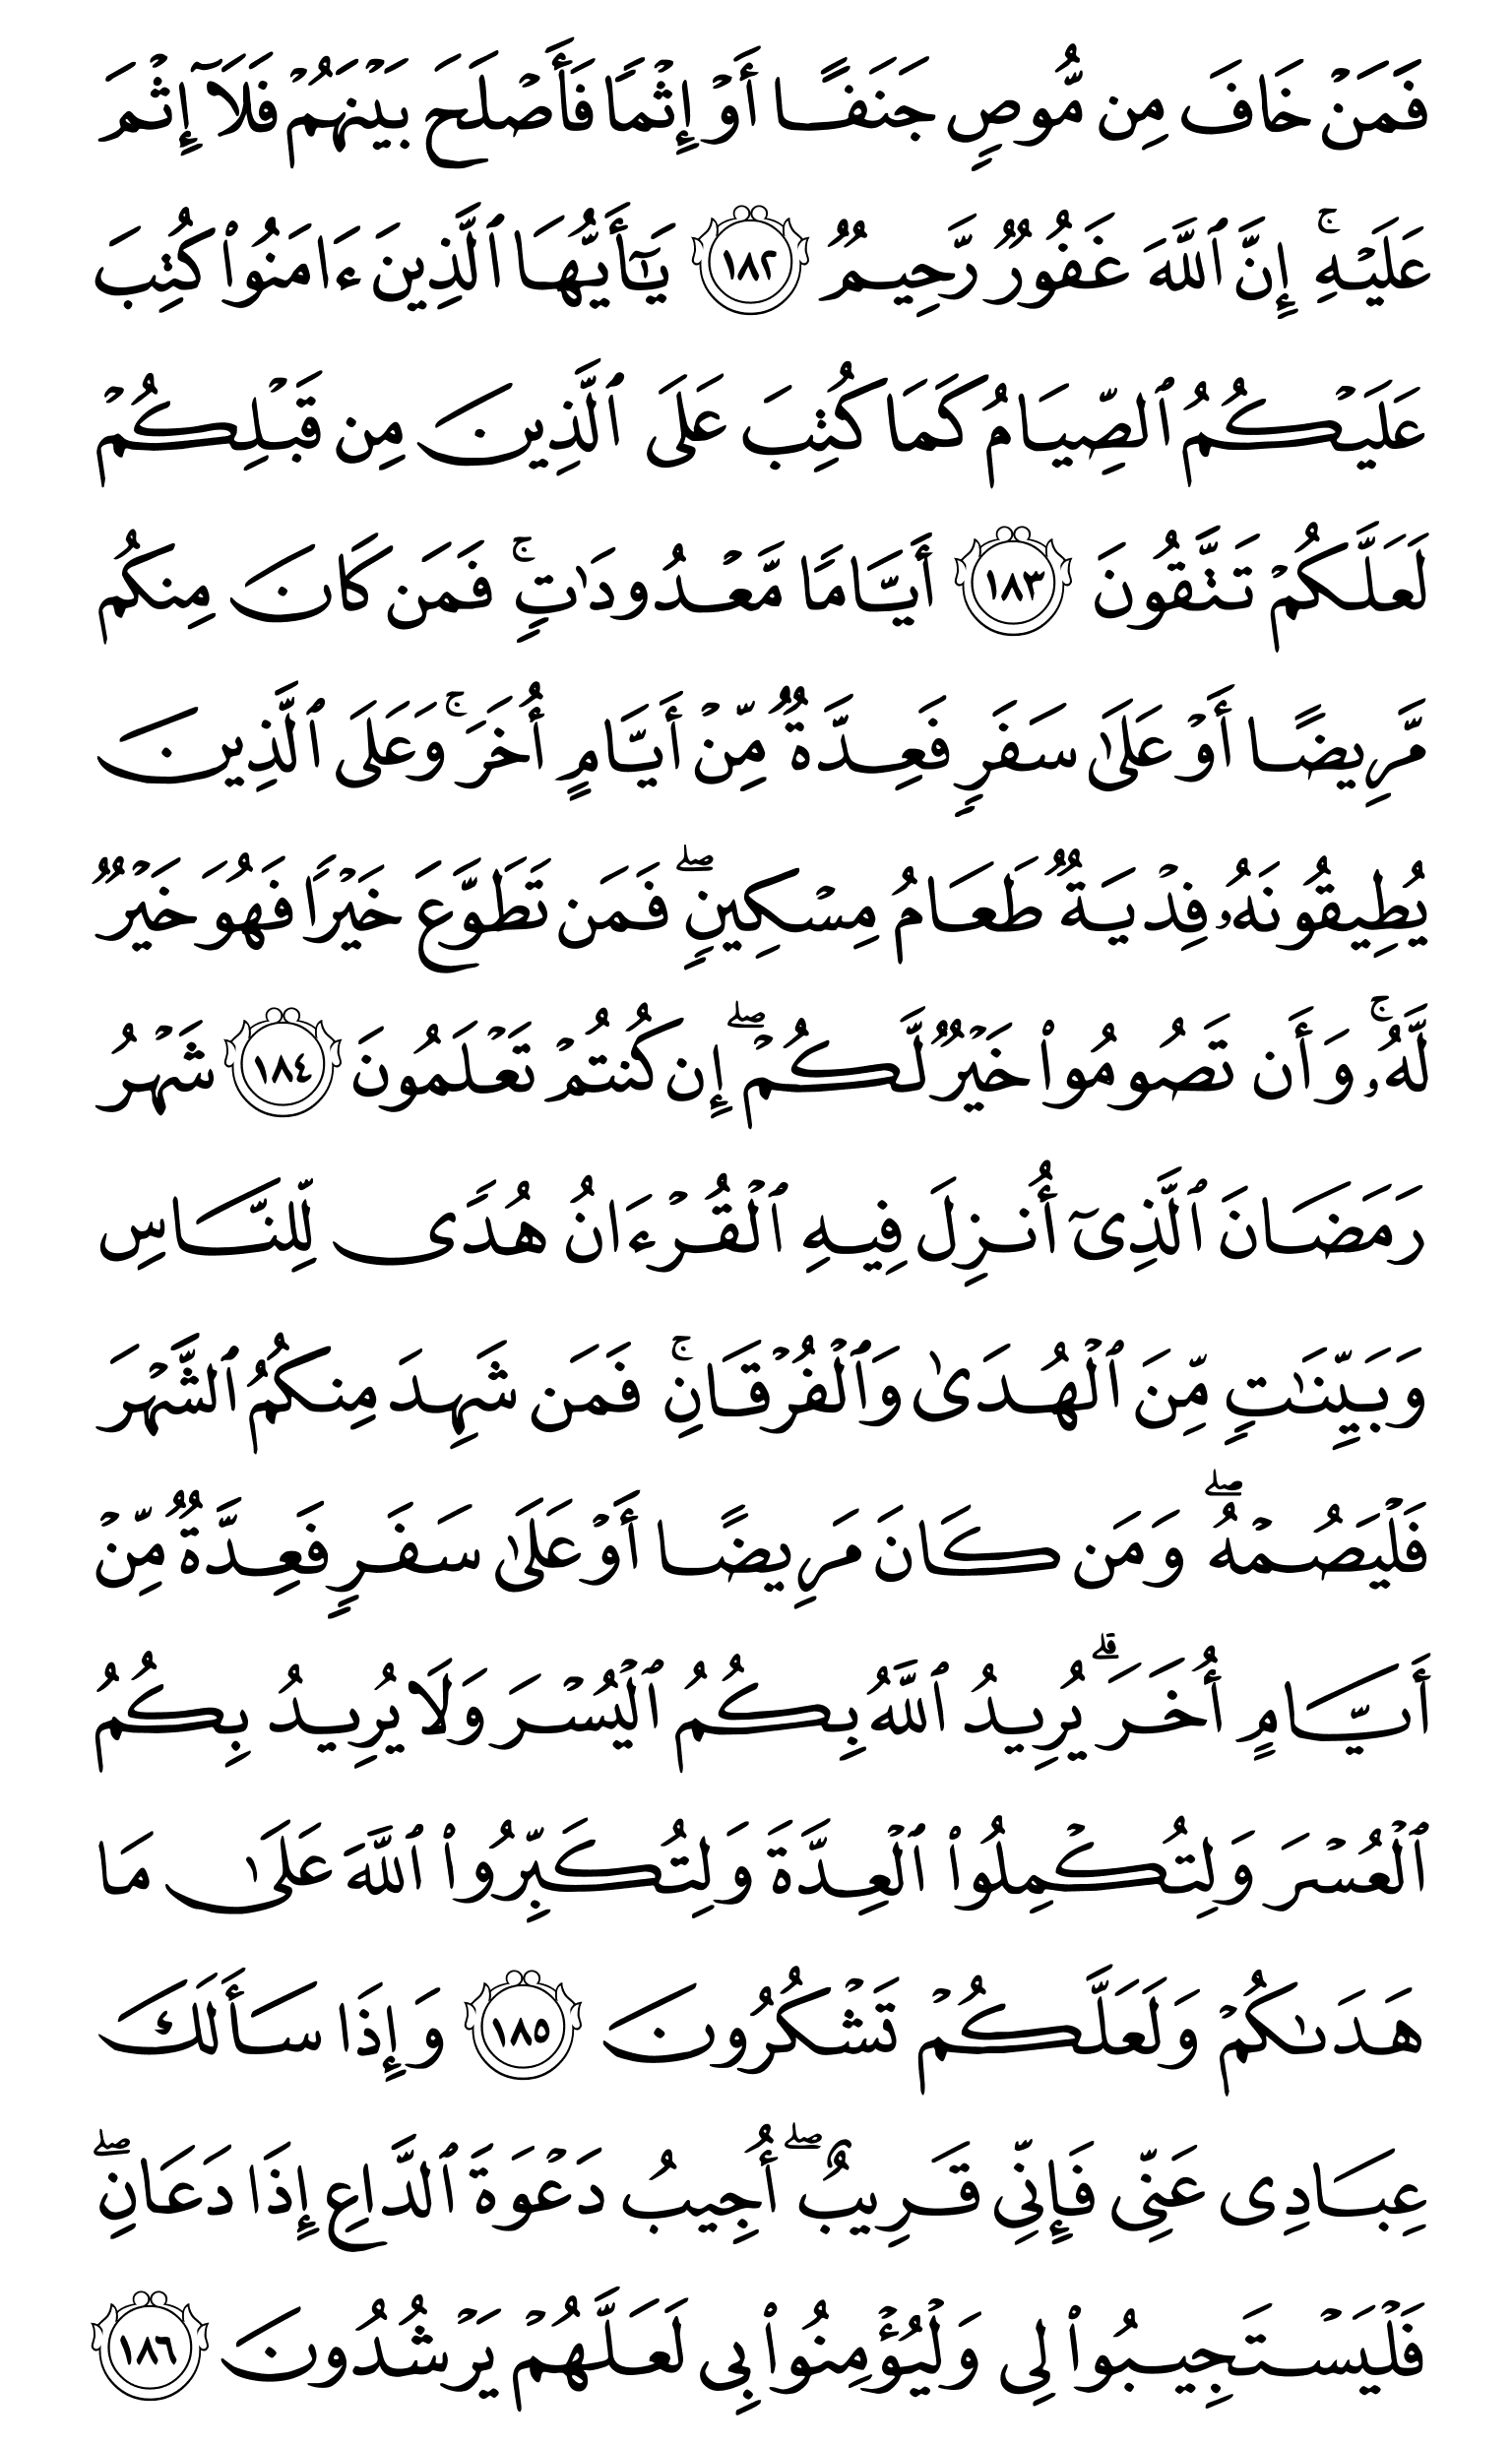 فَمَنۡ خَافَ مِن مُّوصٖ جَنَفًا أَوۡ إِثۡمٗا فَأَصۡلَحَ بَيۡنَهُمۡ فَلَآ إِثۡمَ
عَلَيۡهِۚ إِنَّ ٱللَّهَ غَفُورٞ رَّحِيمٞ ١٨٢ يَٰٓأَيُّهَا ٱلَّذِينَ ءَامَنُواْ كُتِبَ
عَلَيۡكُمُ ٱلصِّيَامُ كَمَا كُتِبَ عَلَى ٱلَّذِينَ مِن قَبۡلِكُمۡ
لَعَلَّكُمۡ تَتَّقُونَ ١٨٣ أَيَّامٗا مَّعۡدُودَٰتٖۚ فَمَن كَانَ مِنكُم
مَّرِيضًا أَوۡ عَلَىٰ سَفَرٖ فَعِدَّةٞ مِّنۡ أَيَّامٍ أُخَرَۚ وَعَلَى ٱلَّذِينَ
يُطِيقُونَهُۥ فِدۡيَةٞ طَعَامُ مِسۡكِينٖۖ فَمَن تَطَوَّعَ خَيۡرٗا فَهُوَ خَيۡرٞ
لَّهُۥۚ وَأَن تَصُومُواْ خَيۡرٞ لَّكُمۡۖ إِن كُنتُمۡ تَعۡلَمُونَ ١٨٤ شَهۡرُ
رَمَضَانَ ٱلَّذِيٓ أُنزِلَ فِيهِ ٱلۡقُرۡءَانُ هُدٗى لِّلنَّاسِ
وَبَيِّنَٰتٖ مِّنَ ٱلۡهُدَىٰ وَٱلۡفُرۡقَانِۚ فَمَن شَهِدَ مِنكُمُ ٱلشَّهۡرَ
فَلۡيَصُمۡهُۖ وَمَن كَانَ مَرِيضًا أَوۡ عَلَىٰ سَفَرٖ فَعِدَّةٞ مِّنۡ
أَيَّامٍ أُخَرَۗ يُرِيدُ ٱللَّهُ بِكُمُ ٱلۡيُسۡرَ وَلَا يُرِيدُ بِكُمُ
ٱلۡعُسۡرَ وَلِتُكۡمِلُواْ ٱلۡعِدَّةَ وَلِتُكَبِّرُواْ ٱللَّهَ عَلَىٰ مَا
هَدَىٰكُمۡ وَلَعَلَّكُمۡ تَشۡكُرُونَ ١٨٥ وَإِذَا سَأَلَكَ
عِبَادِي عَنِّي فَإِنِّي قَرِيبٌۖ أُجِيبُ دَعۡوَةَ ٱلدَّاعِ إِذَا دَعَانِۖ
فَلۡيَسۡتَجِيبُواْ لِي وَلۡيُؤۡمِنُواْ بِي لَعَلَّهُمۡ يَرۡشُدُونَ ١٨٦